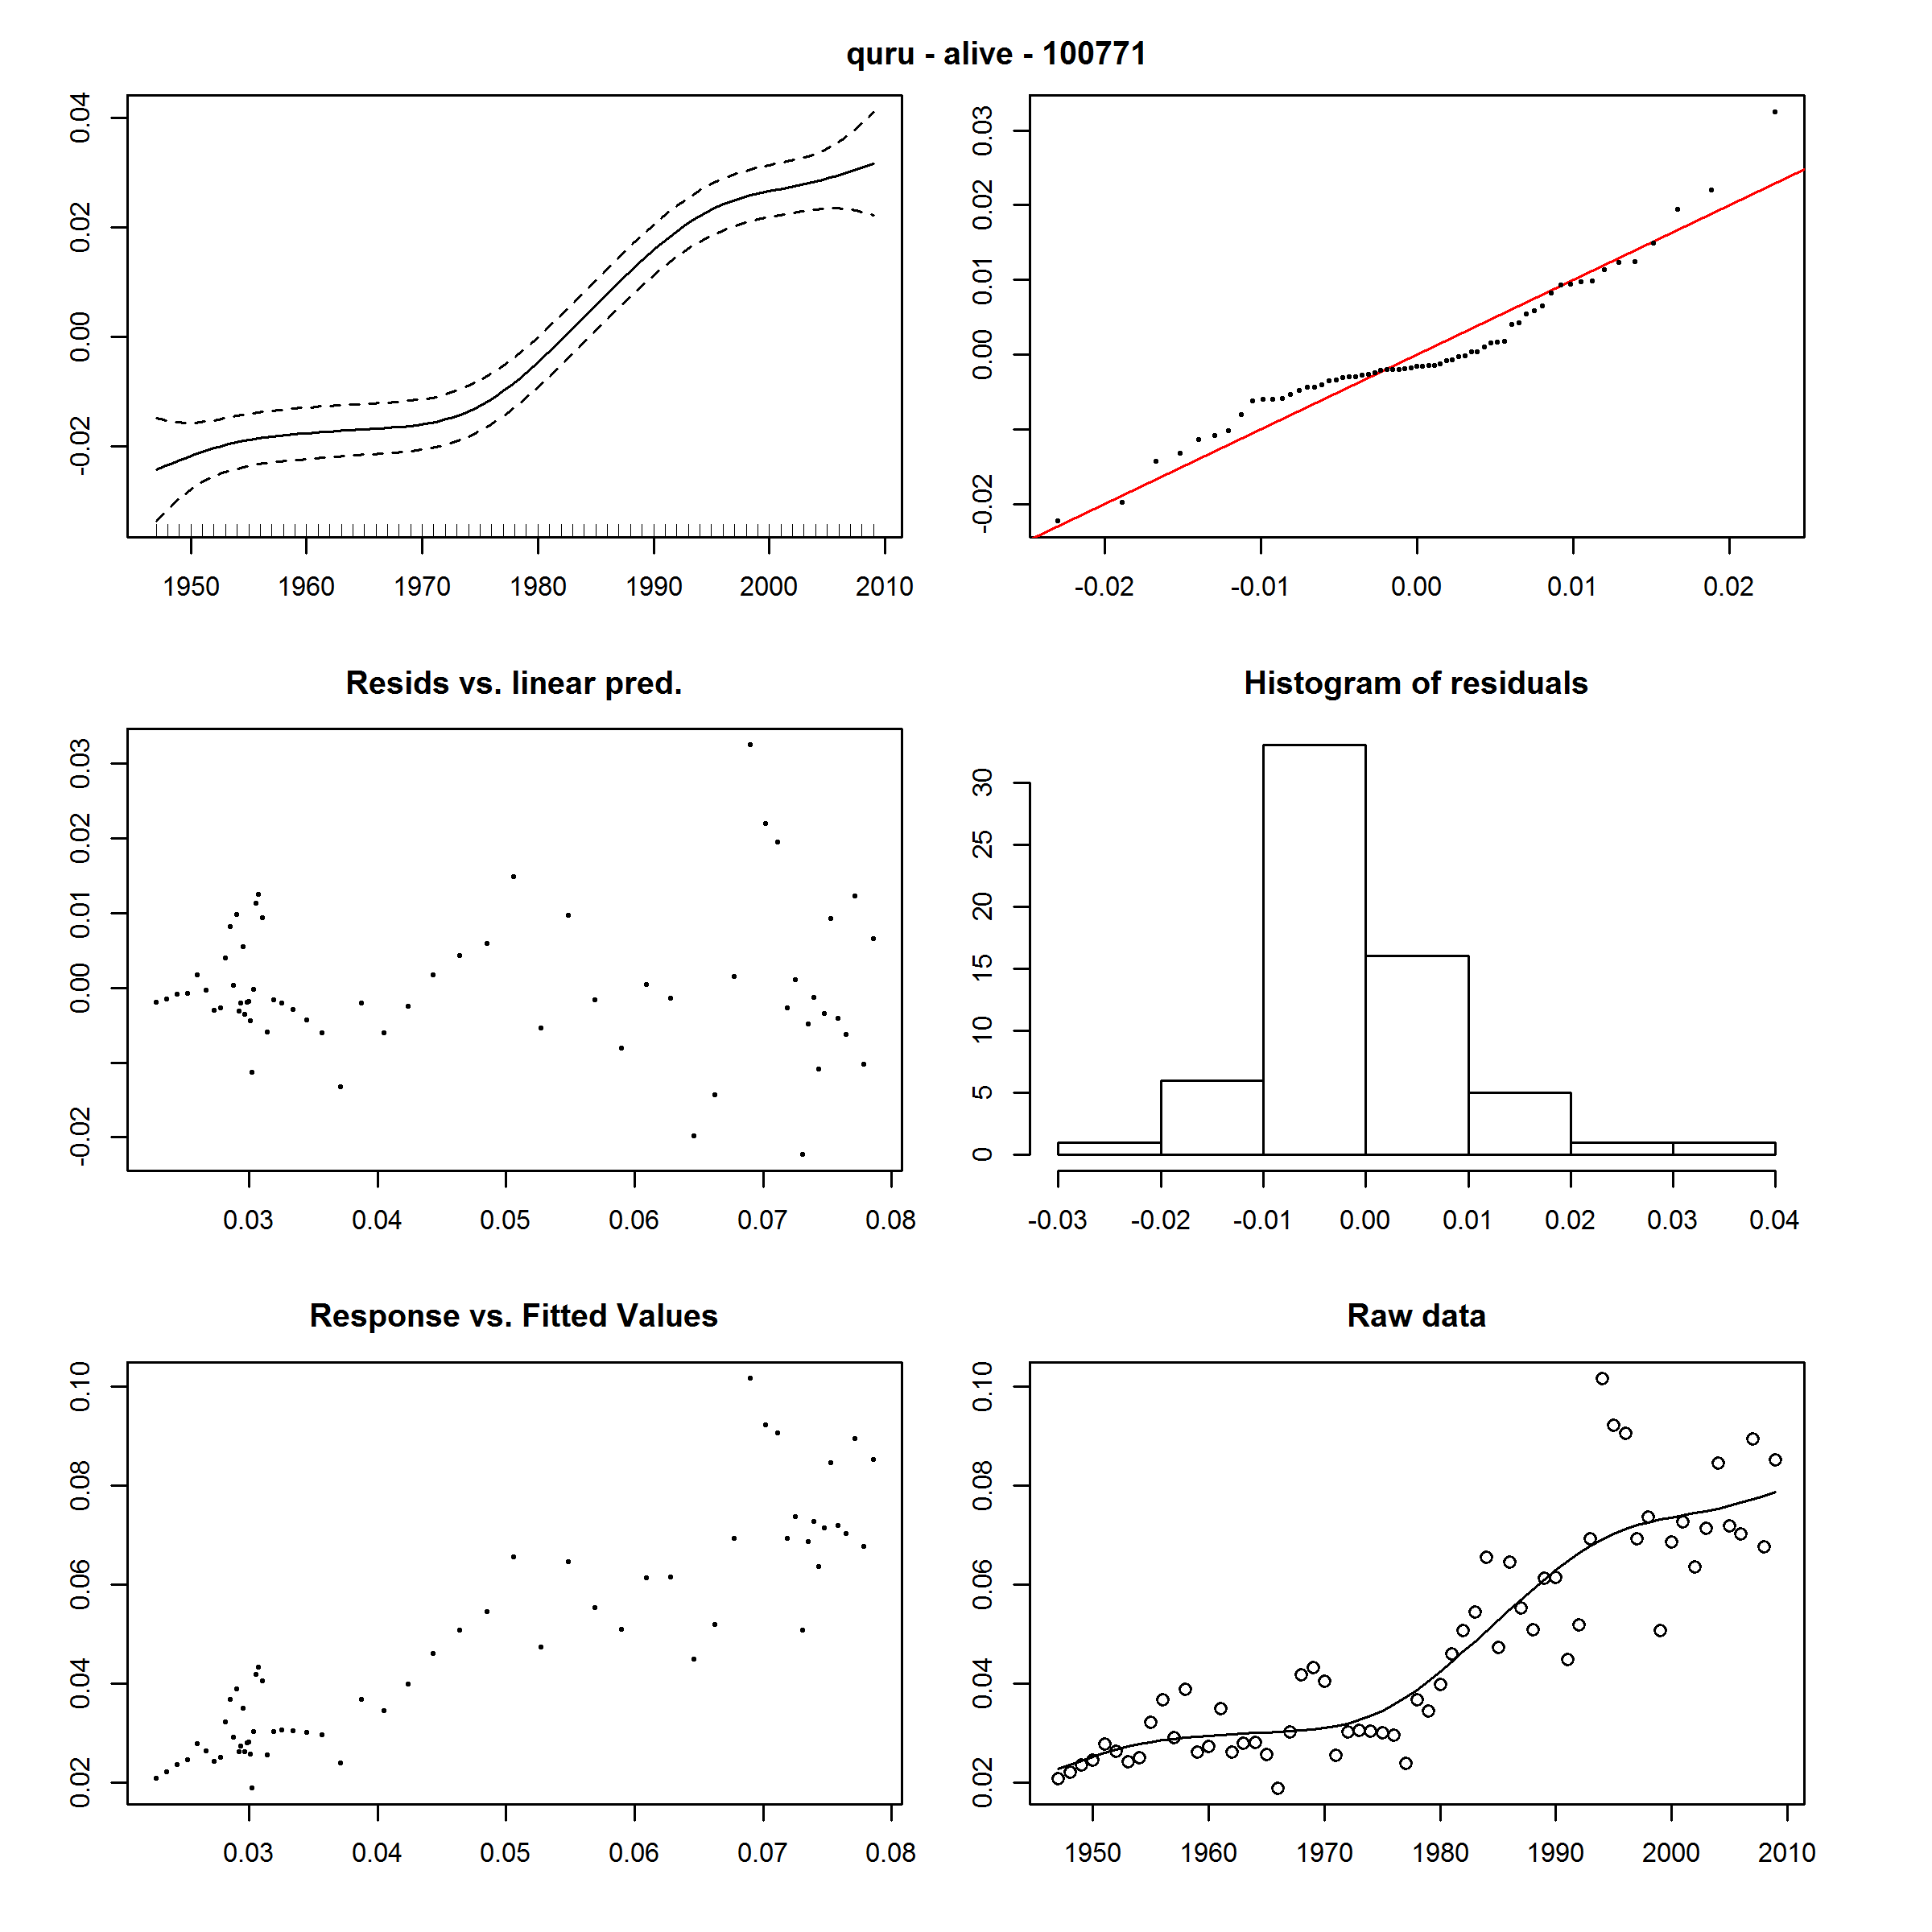 quru - alive - 100771
0.04
0.02
0.00
-0.02
1950 1960 1970 1980 1990 2000 2010
0.03
0.02
0.01
0.00
-0.02
-0.02 -0.01 0.00 0.01 0.02
Resids vs. linear pred.
0.03
0.02
0.01
0.00
-0.02
0.03 0.04 0.05 0.06 0.07 0.08
Histogram of residuals
30
25
20
15
10
5
0
-0.03 -0.02 -0.01 0.00 0.01 0.02 0.03 0.04
Response vs. Fitted Values
0.10
0.08
0.06
0.04
0.02
0.03 0.04 0.05 0.06 0.07 0.08
Raw data
0.10
0.08
0.06
0.04
0.02
1950 1960 1970 1980 1990 2000 2010